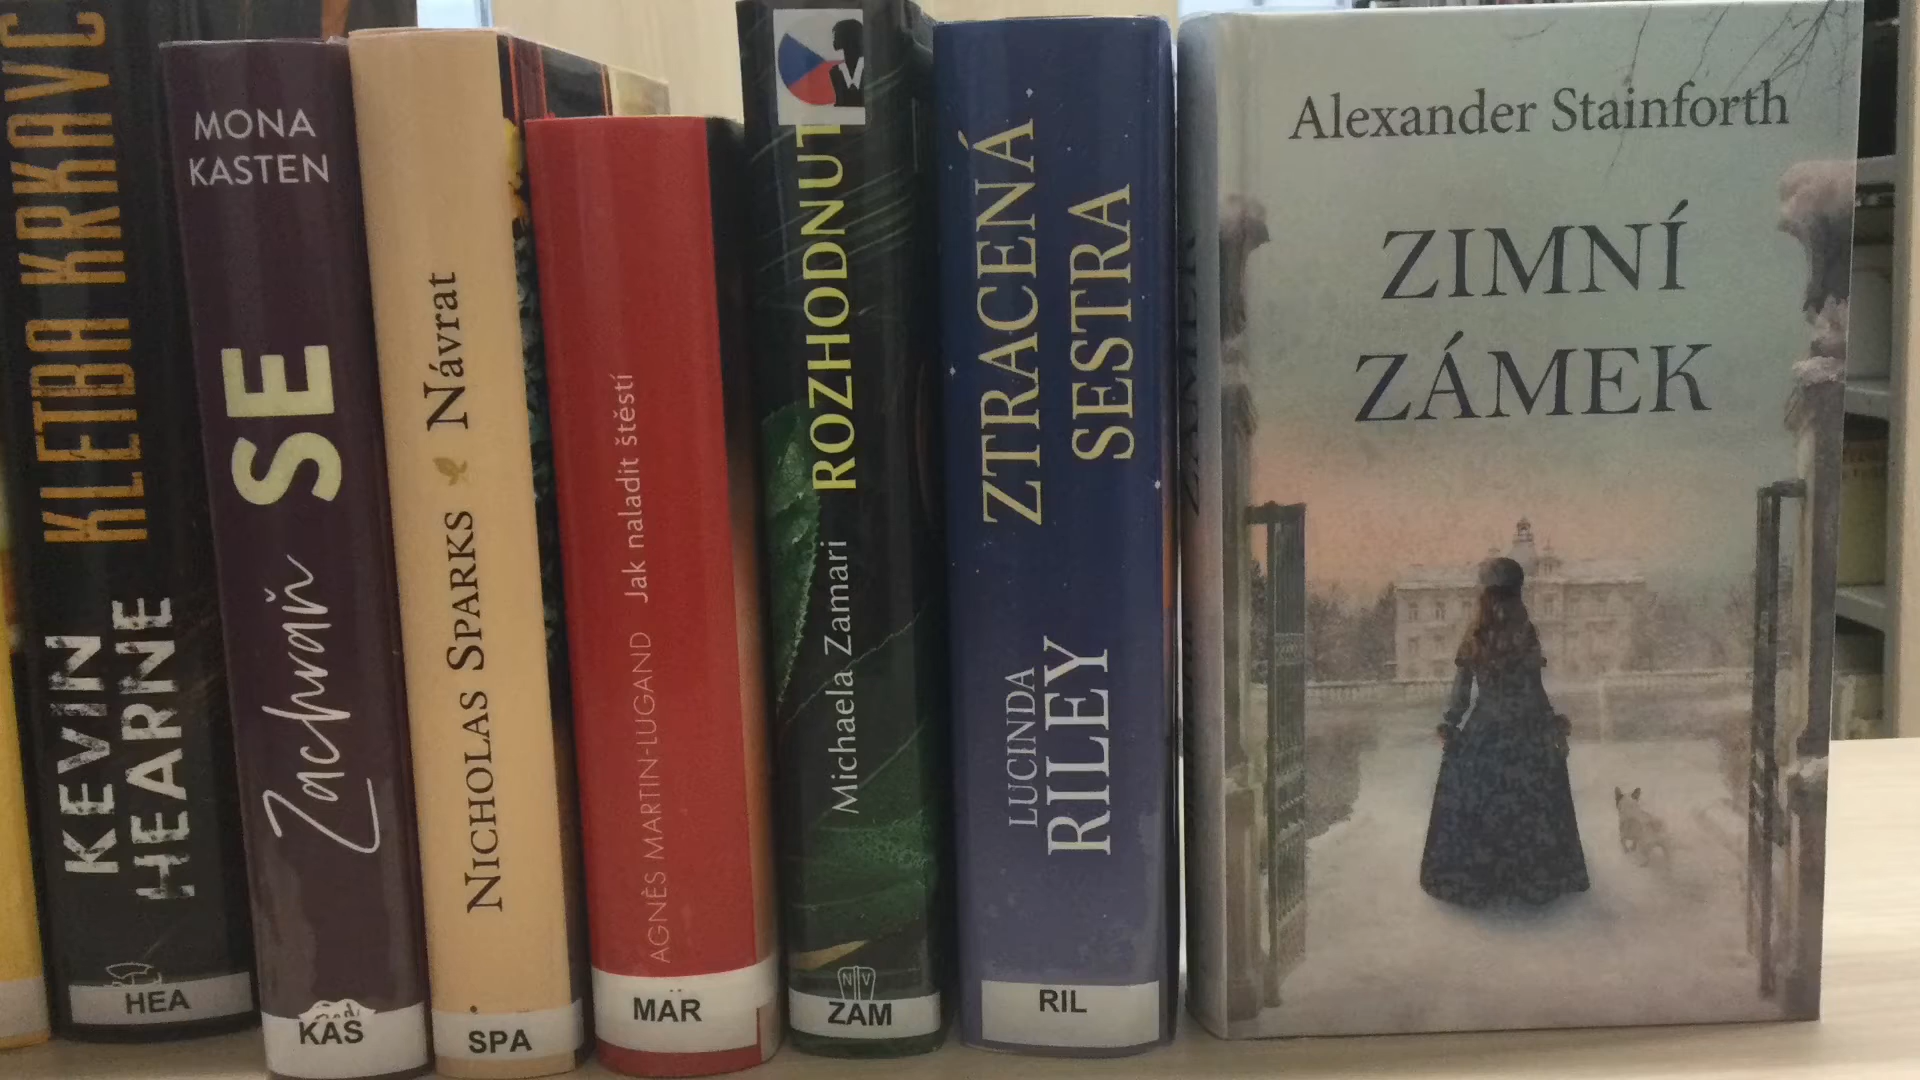 KLETBA KRKAVC
KEVIN
HEARNE
HEA
MONA
KASTEN
Zachraň SE
KAS
NICHOLAS SPARKS Návrat
SPA
AGNÈS MARTIN-LUGAND Jak naladit štěstí
MAR
Michaela Zamari ROZHODNUT
NV
ZAM
LUCINDA
RILEY
ZTRACENÁ
SESTRA
RIL
Alexander Stainforth
ZIMNÍ
ZÁMEK